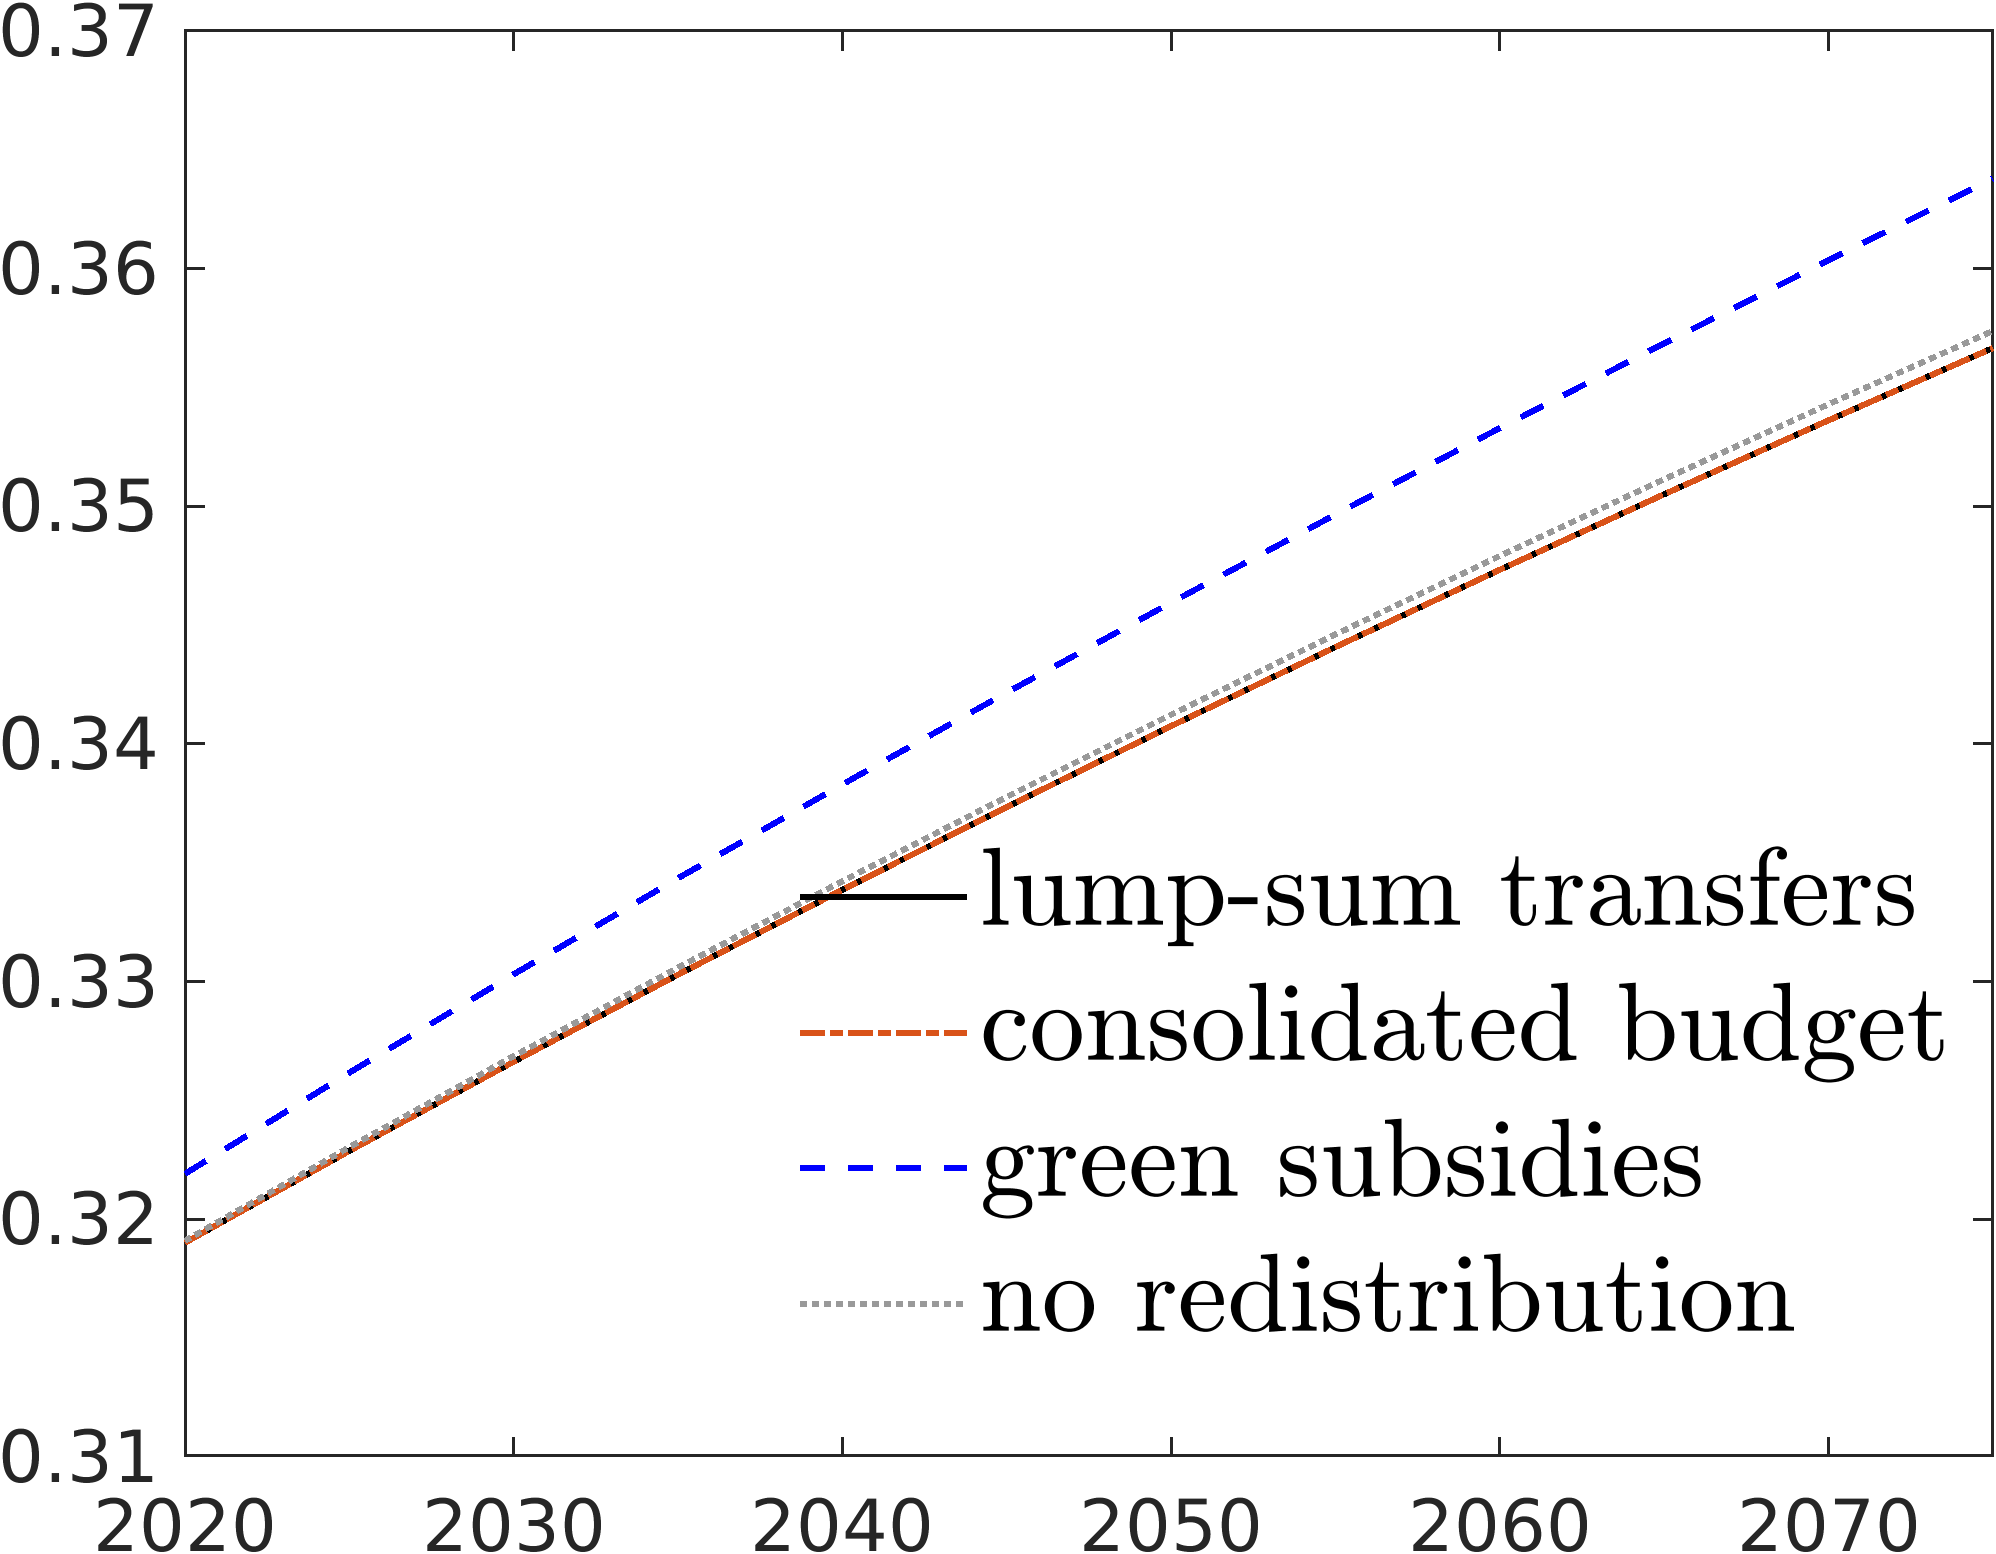 0.37
0.36
0.35
0.34
0.33
0.32
0.31
2020 2030 2040 2050 2060 2070
lump-sum transfers
consolidated budget
green subsidies
no redistribution